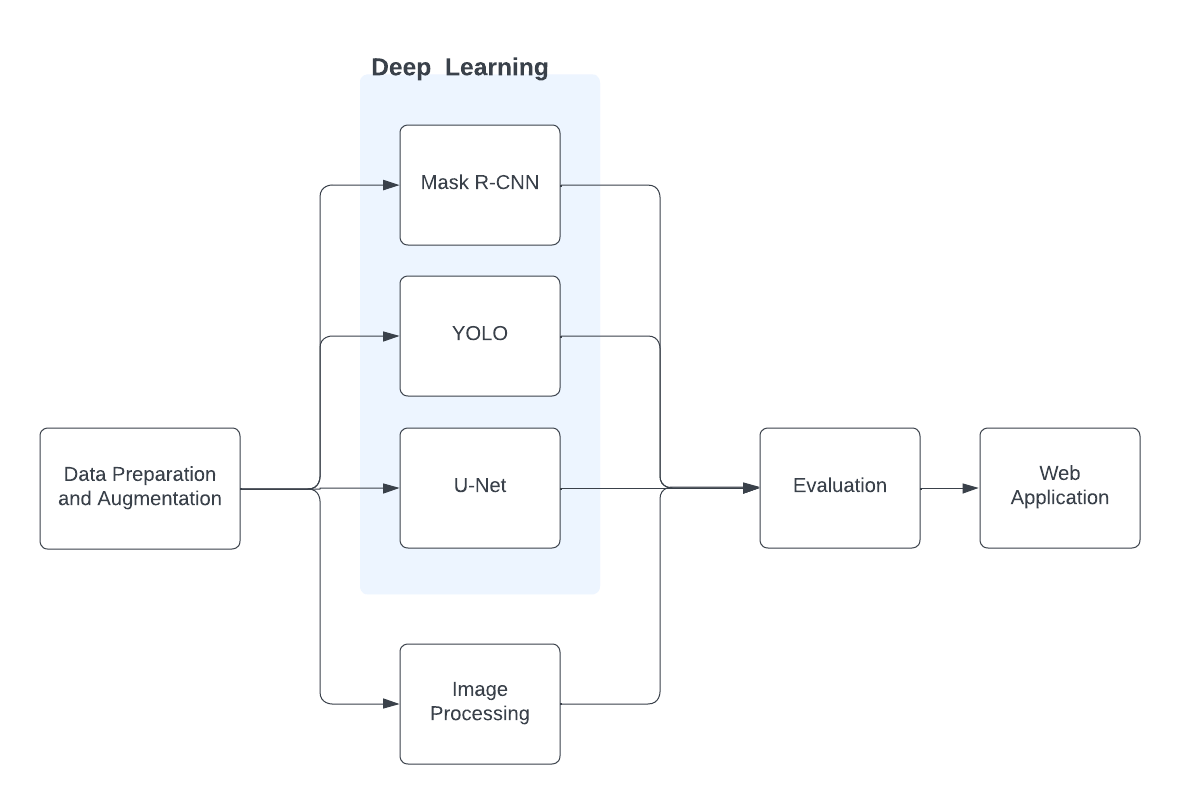 Deep Learning
Mask R-CNN
YOLO
Data Preparation
and Augmentation
U-Net
Evaluation
Web
Application
Image
Processing